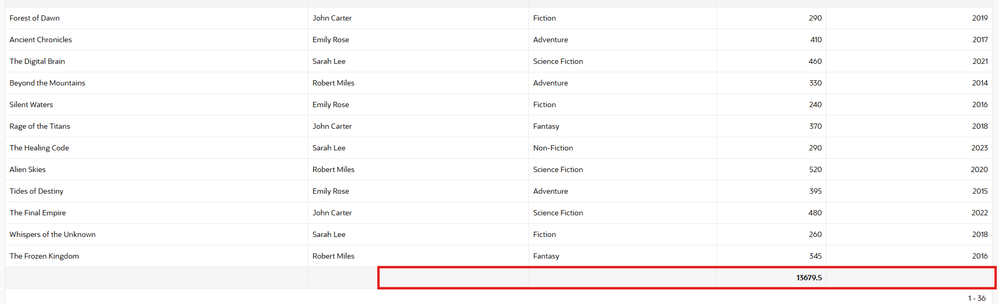 Forest of Dawn John Carter Fiction 290 2019
Ancient Chronicles Emily Rose Adventure 410 2017
The Digital Brain Sarah Lee Science Fiction 460 2021
Beyond the Mountains Robert Miles Adventure 330 2014
Silent Waters Emily Rose Fiction 240 2016
Rage of the Titans John Carter Fantasy 370 2018
The Healing Code Sarah Lee Non-Fiction 290 2023
Alien Skies Robert Miles Science Fiction 520 2020
Tides of Destiny Emily Rose Adventure 395 2015
The Final Empire John Carter Science Fiction 480 2022
Whispers of the Unknown Sarah Lee Fiction 260 2018
The Frozen Kingdom Robert Miles Fantasy 345 2016
13679.5
1 - 36